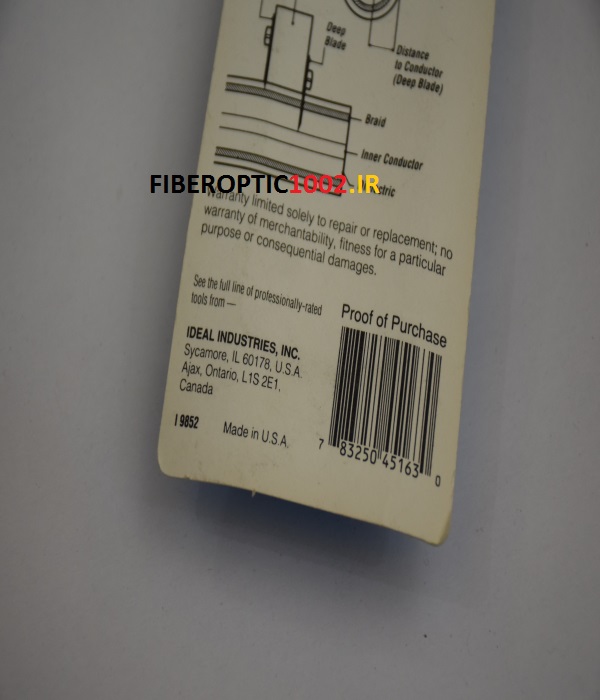 Deep
Blade
Distance
to Conductor
(Deep Blade)
Braid
Inner Conductor
FIBEROPTIC1002.IR
Warranty limited solely to repair or replacement; no
warranty of merchantability, fitness for a particular
purpose or consequential damages.
See the full line of professionally-rated
tools from —
Proof of Purchase
IDEAL INDUSTRIES, INC.
Sycamore, IL 60178, U.S.A.
Ajax, Ontario, L1S 2E1,
Canada
I 9852
Made in U.S.A.
7 83250 45163 0